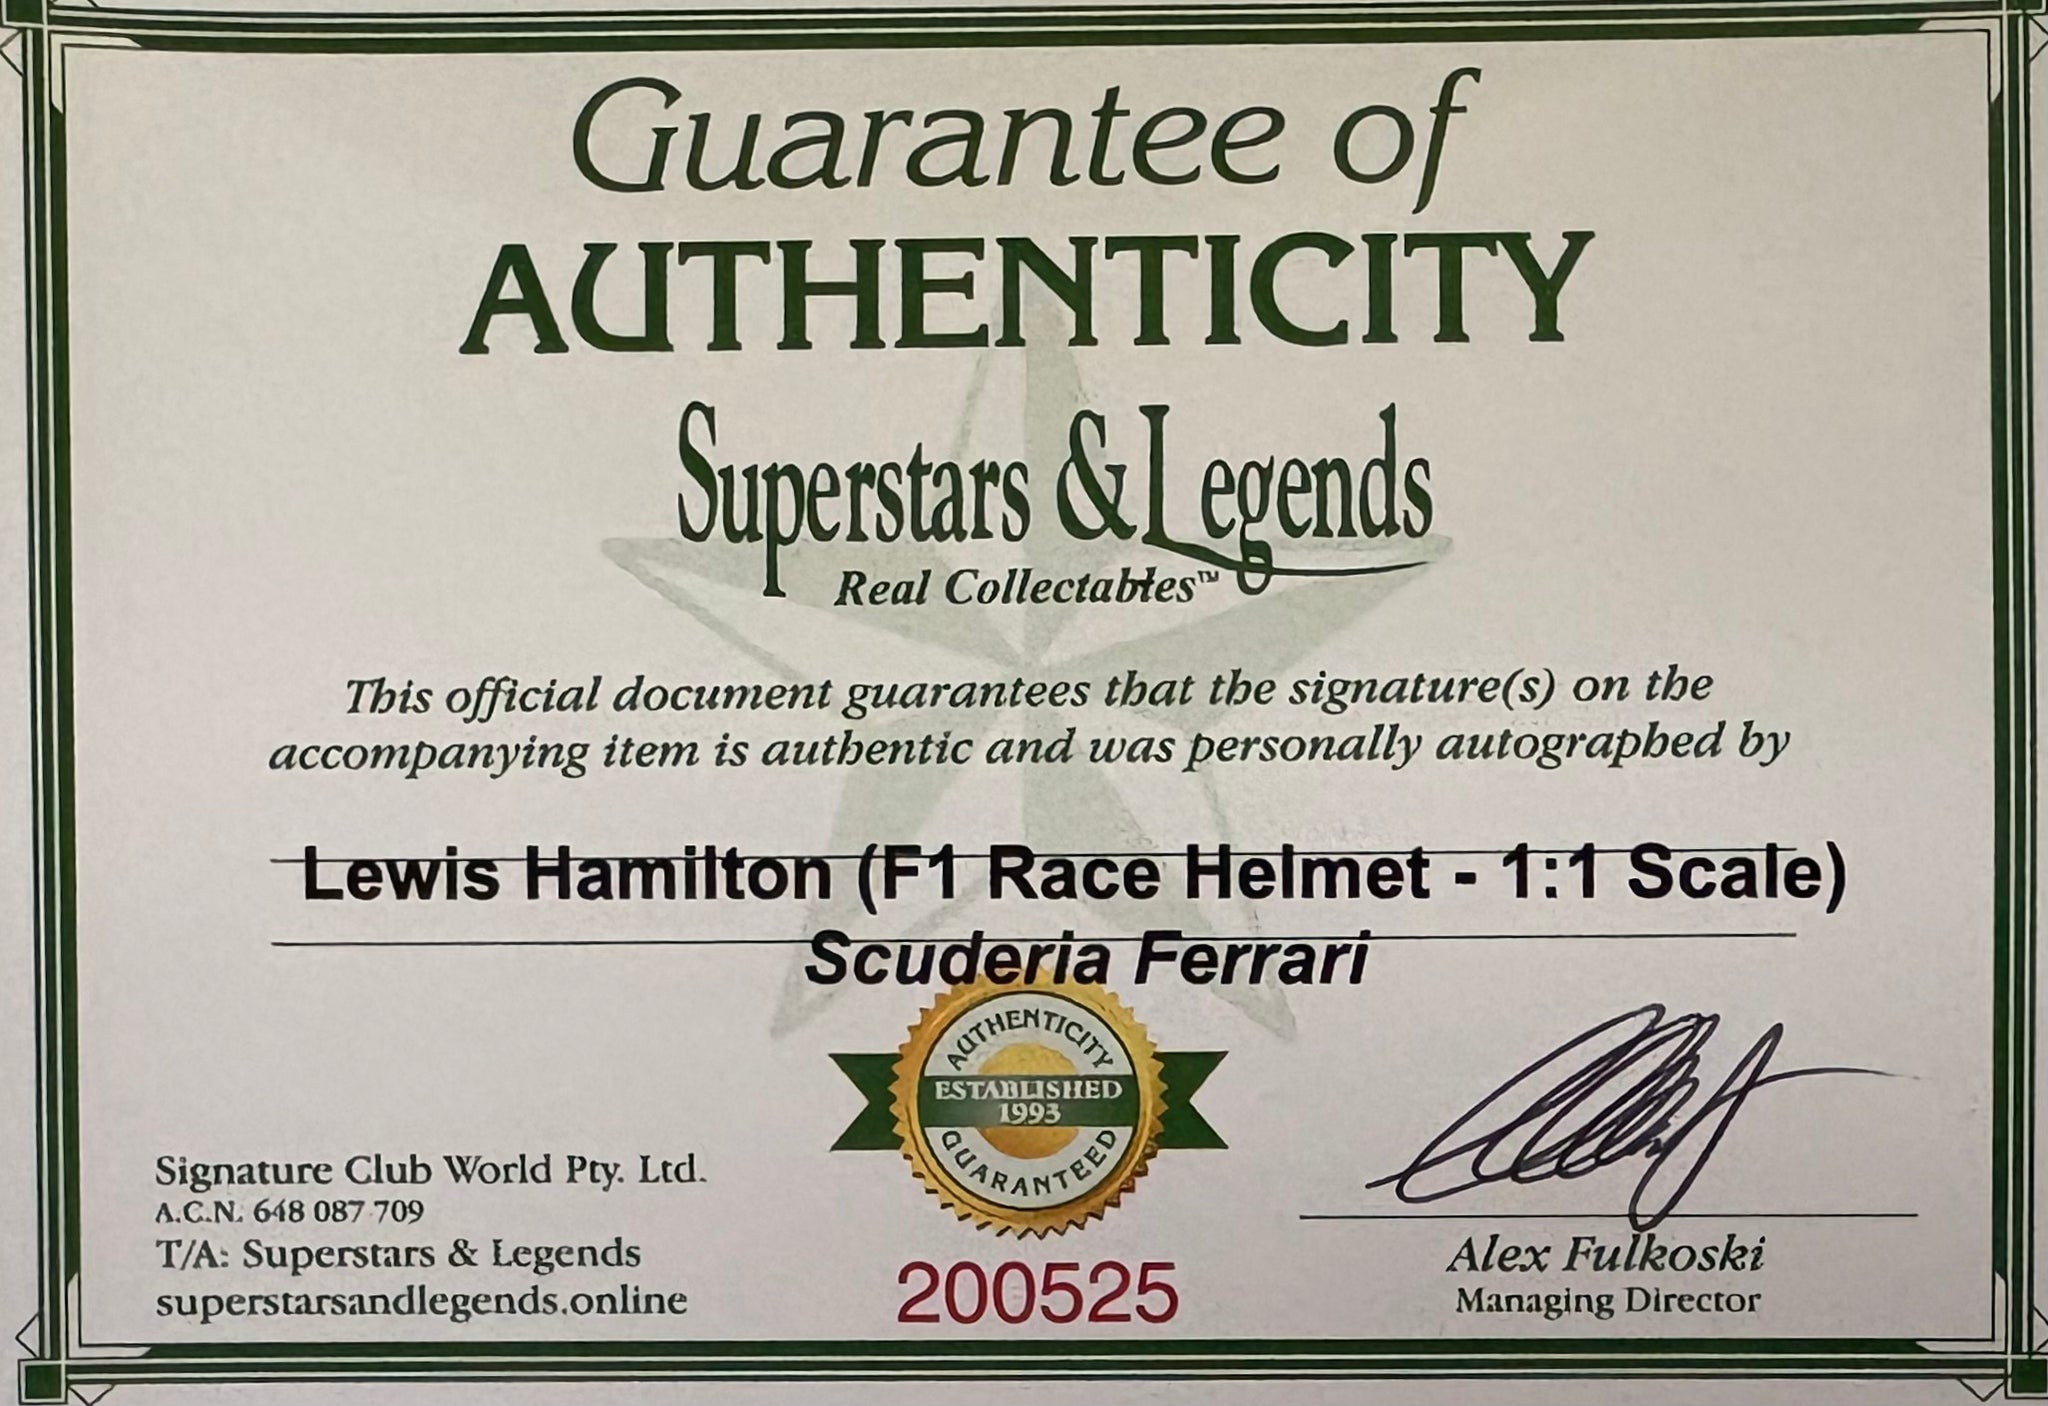 Guarantee of
AUTHENTICITY
Superstars & Legends
Real Collectables™
This official document guarantees that the signature(s) on the
accompanying item is authentic and was personally autographed by
Lewis Hamilton (F1 Race Helmet - 1:1 Scale)
Scuderia Ferrari
AUTHENTICITY
ESTABLISHED
1993
GUARANTEED
Signature Club World Pty. Ltd.
A.C.N. 648 087 709
T/A: Superstars & Legends
superstarsandlegends.online
200525
Alex Fulkoski
Managing Director